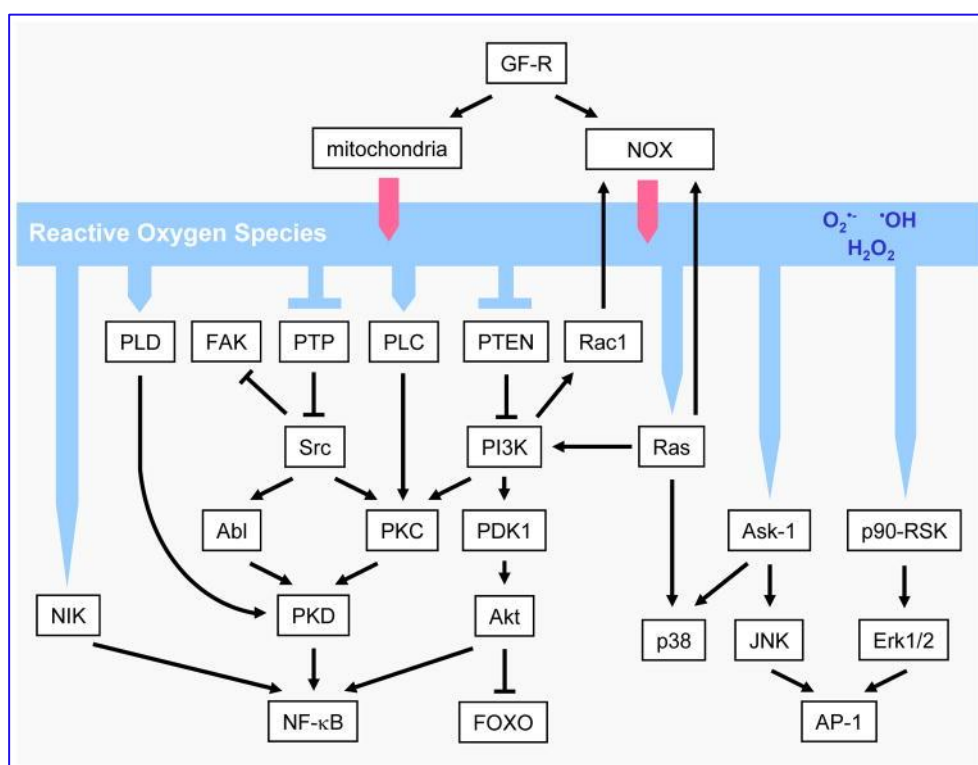 GF-R
mitochondria
NOX
Reactive Oxygen Species
O₂•- •OH
H₂O₂
PLD
FAK
PTP
PLC
PTEN
Rac1
Src
PI3K
Ras
Abl
PKC
PDK1
Ask-1
p90-RSK
NIK
PKD
Akt
p38
JNK
Erk1/2
NF-κB
FOXO
AP-1